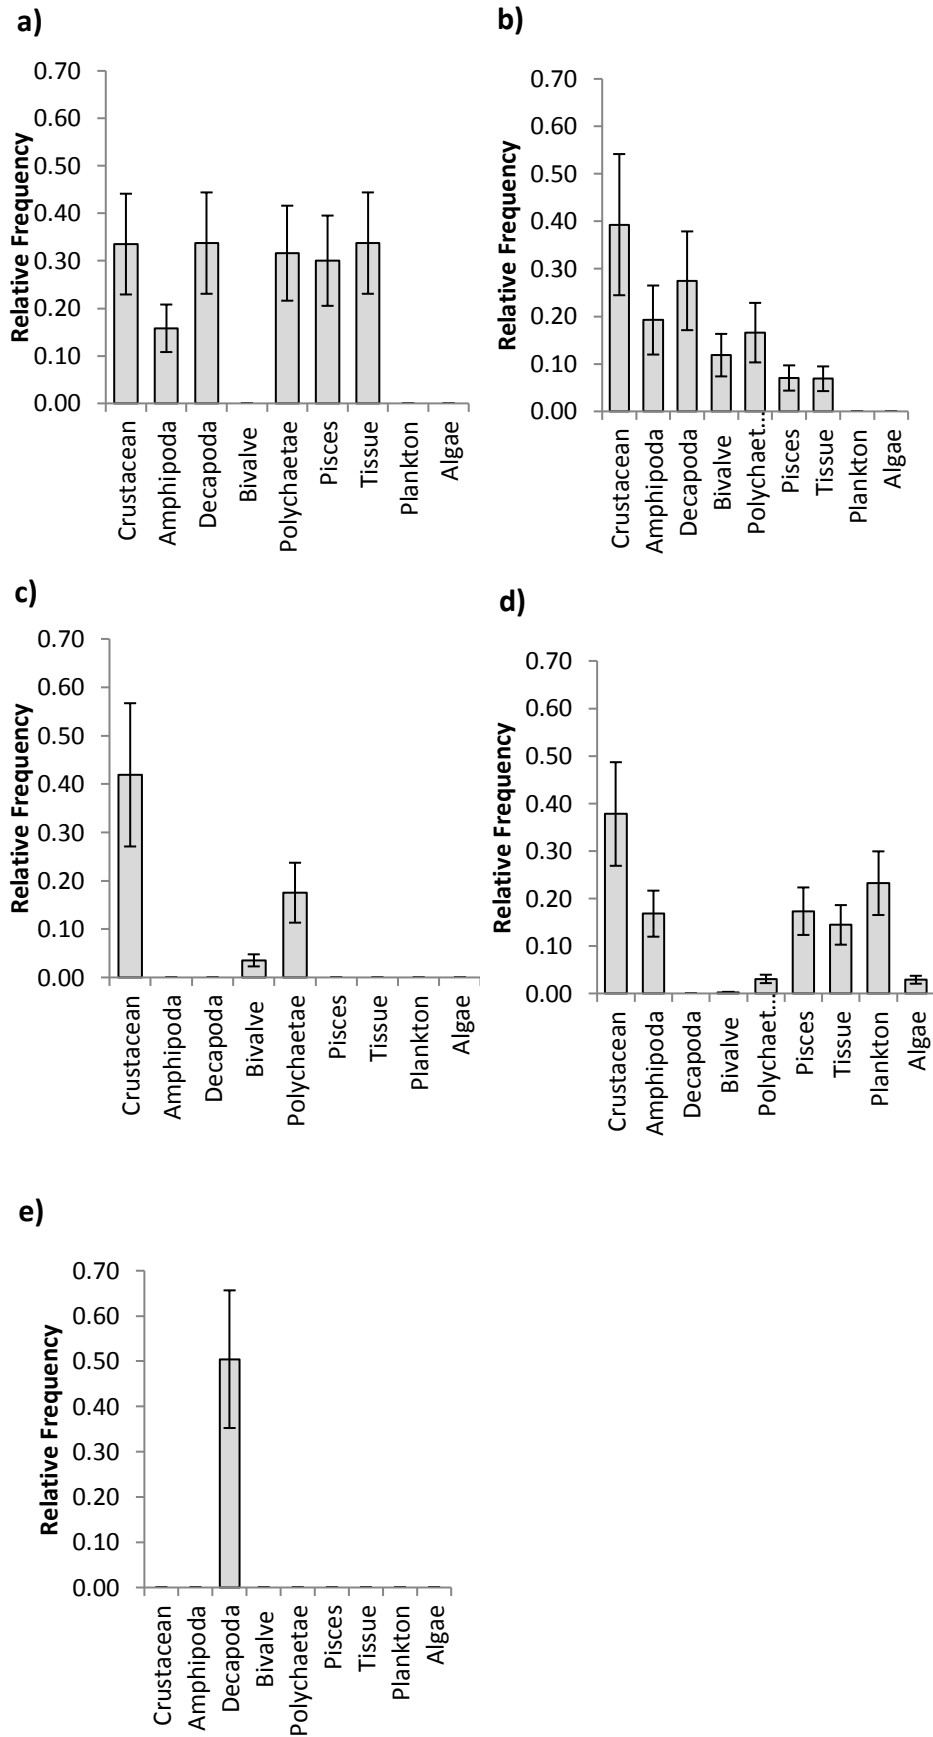 a)
0.70
0.60
0.50
0.40
0.30
0.20
0.10
0.00
Relative Frequency
Crustacean
Amphipoda
Decapoda
Bivalve
Polychaetae
Pisces
Tissue
Plankton
Algae
b)
0.70
0.60
0.50
0.40
0.30
0.20
0.10
0.00
Relative Frequency
Crustacean
Amphipoda
Decapoda
Bivalve
Polychaet...
Pisces
Tissue
Plankton
Algae
c)
0.70
0.60
0.50
0.40
0.30
0.20
0.10
0.00
Relative Frequency
Crustacean
Amphipoda
Decapoda
Bivalve
Polychaetae
Pisces
Tissue
Plankton
Algae
d)
0.70
0.60
0.50
0.40
0.30
0.20
0.10
0.00
Relative Frequency
Crustacean
Amphipoda
Decapoda
Bivalve
Polychaet...
Pisces
Tissue
Plankton
Algae
e)
0.70
0.60
0.50
0.40
0.30
0.20
0.10
0.00
Relative Frequency
Crustacean
Amphipoda
Decapoda
Bivalve
Polychaetae
Pisces
Tissue
Plankton
Algae